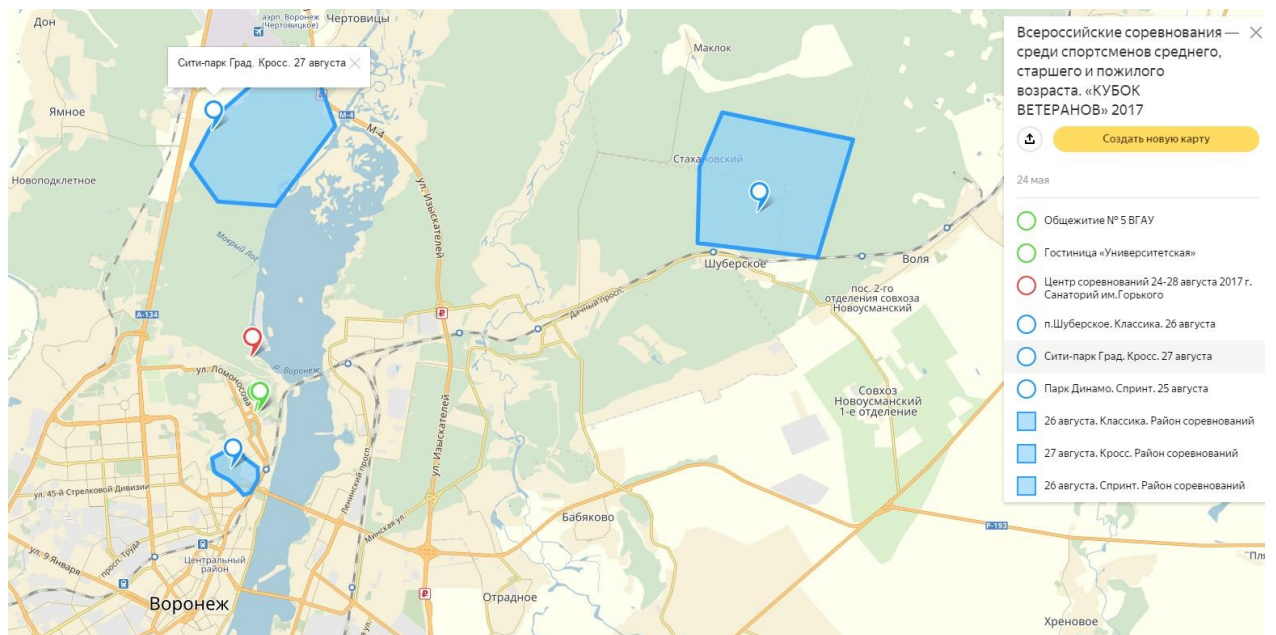 Дон
аэрп. Воронеж
(Чертовицкое)
Чертовицы
Маклок
Сити-парк Град. Кросс. 27 августа
Ямное
М-4
М-4
Стахановский
Новоподклетное
ул. Изыскателей
Мокрый Лог
Шуберское
Воля
пос. 2-го
отделения совхоза
Новоусманский
Дачный просп.
А-134
ул. Ломоносова
р. Воронеж
Совхоз
Новоусманский
1-е отделение
ул. Изыскателей
Ленинский просп.
ул. 45-й Стрелковой Дивизии
Минская ул.
Бабяково
Р-193
ул. 9 Января
просп. Труда
Центральный
район
Воронеж
Отрадное
Хреновое
Пля
Всероссийские соревнования —
среди спортсменов среднего,
старшего и пожилого
возраста. «КУБОК
ВЕТЕРАНОВ» 2017
Создать новую карту
24 мая
Общежитие № 5 ВГАУ
Гостиница «Университетская»
Центр соревнований 24-28 августа 2017 г.
Санаторий им.Горького
п.Шуберское. Классика. 26 августа
Сити-парк Град. Кросс. 27 августа
Парк Динамо. Спринт. 25 августа
26 августа. Классика. Район соревнований
27 августа. Кросс. Район соревнований
26 августа. Спринт. Район соревнований